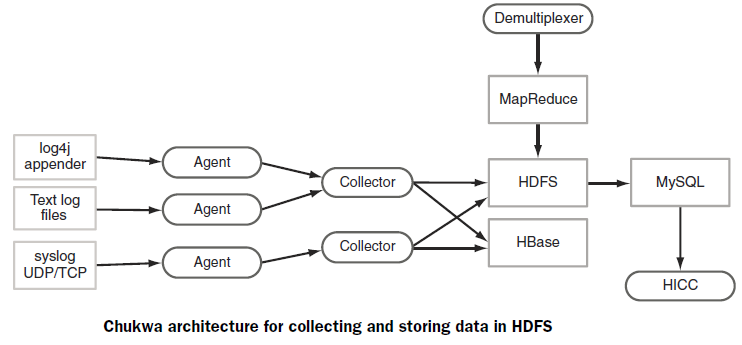 Demultiplexer
MapReduce
log4j
appender
Agent
Collector
HDFS
MySQL
Text log
files
Agent
syslog
UDP/TCP
Agent
Collector
HBase
HICC
Chukwa architecture for collecting and storing data in HDFS